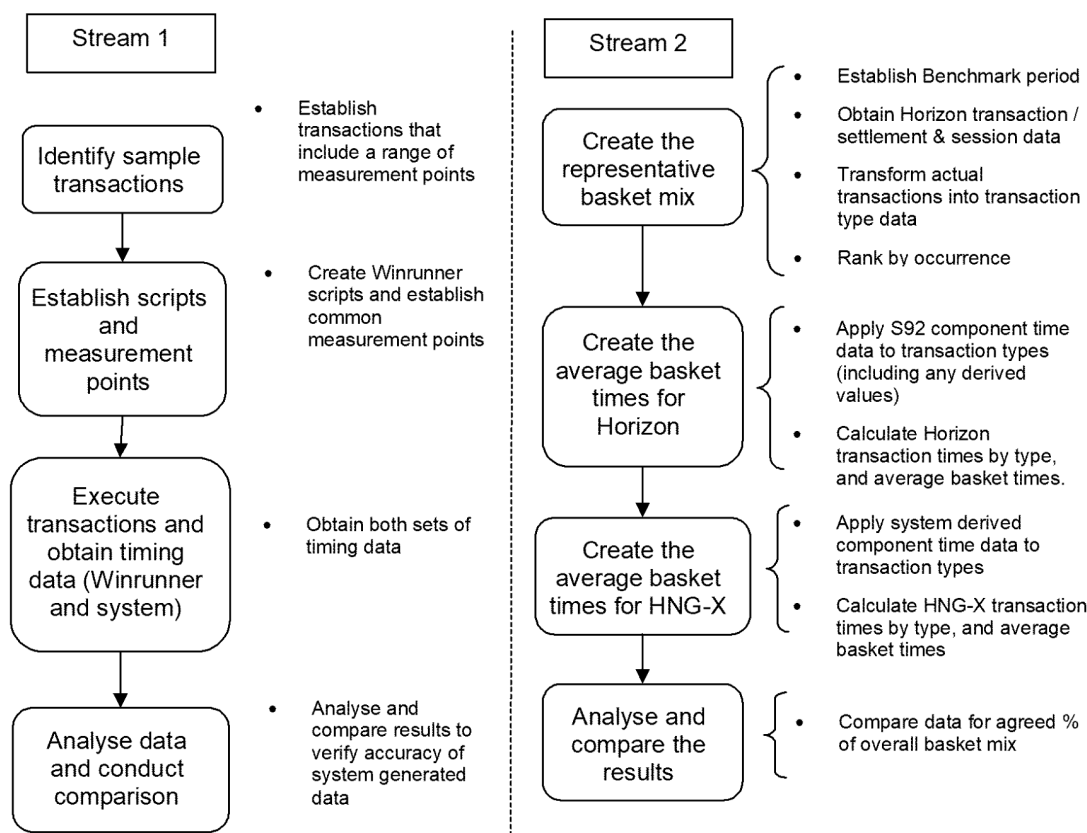 Stream 1
Identify sample
transactions
• Establish
transactions that
include a range of
measurement points
Establish scripts
and
measurement
points
• Create Winrunner
scripts and establish
common
measurement points
Execute
transactions and
obtain timing
data (Winrunner
and system)
• Obtain both sets of
timing data
Analyse data
and conduct
comparison
• Analyse and
compare results to
verify accuracy of
system generated
data
Stream 2
Create the
representative
basket mix
• Establish Benchmark period
• Obtain Horizon transaction /
settlement & session data
• Transform actual
transactions into transaction
type data
• Rank by occurrence
Create the
average basket
times for
Horizon
• Apply S92 component time
data to transaction types
(including any derived
values)
• Calculate Horizon
transaction times by type,
and average basket times.
Create the
average basket
times for HNG-X
• Apply system derived
component time data to
transaction types
• Calculate HNG-X transaction
times by type, and average
basket times
Analyse and
compare the
results
• Compare data for agreed %
of overall basket mix